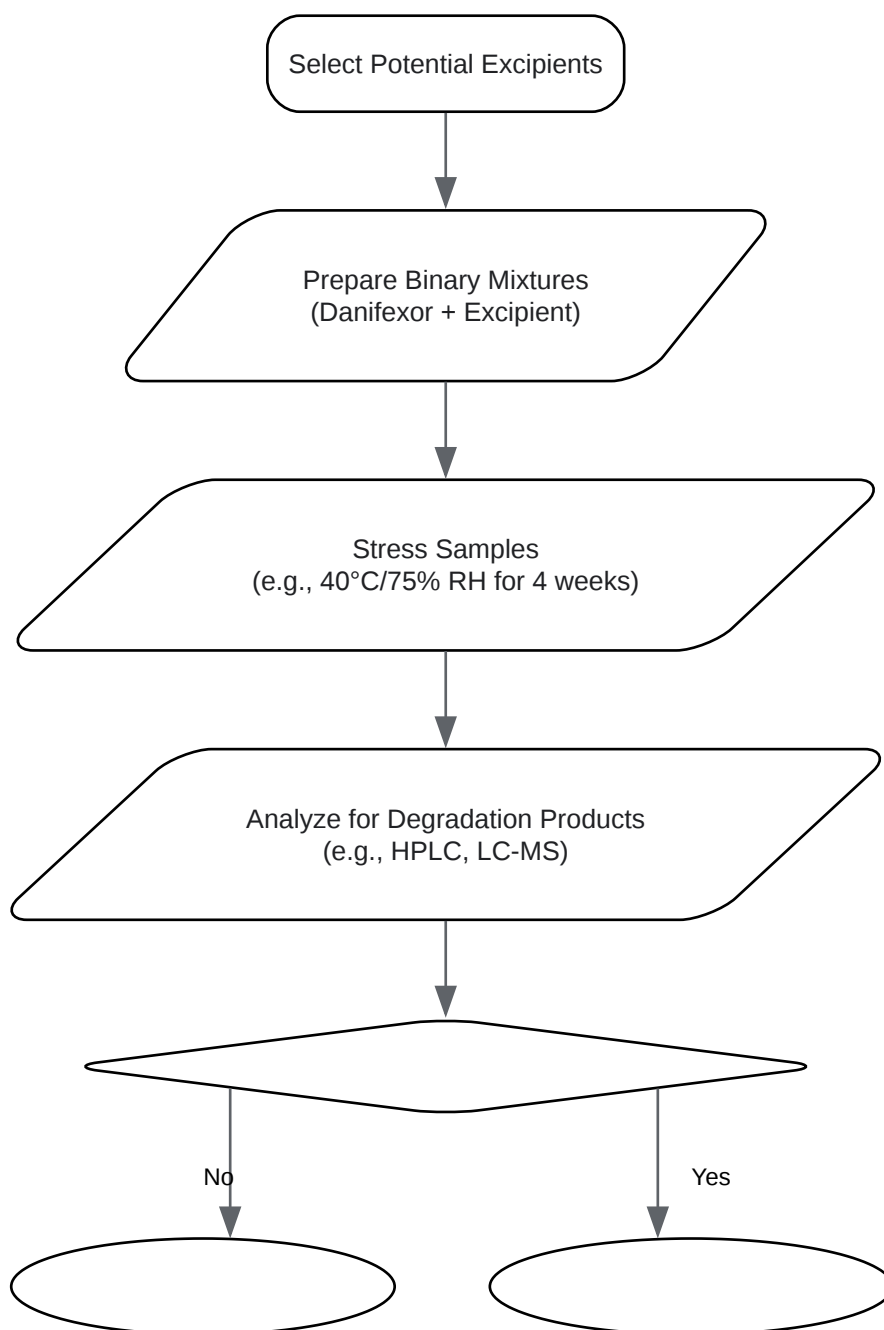 Select Potential Excipients
Prepare Binary Mixtures
(Danifexor + Excipient)
Stress Samples
(e.g., 40°C/75% RH for 4 weeks)
Analyze for Degradation Products
(e.g., HPLC, LC-MS)
No
Yes